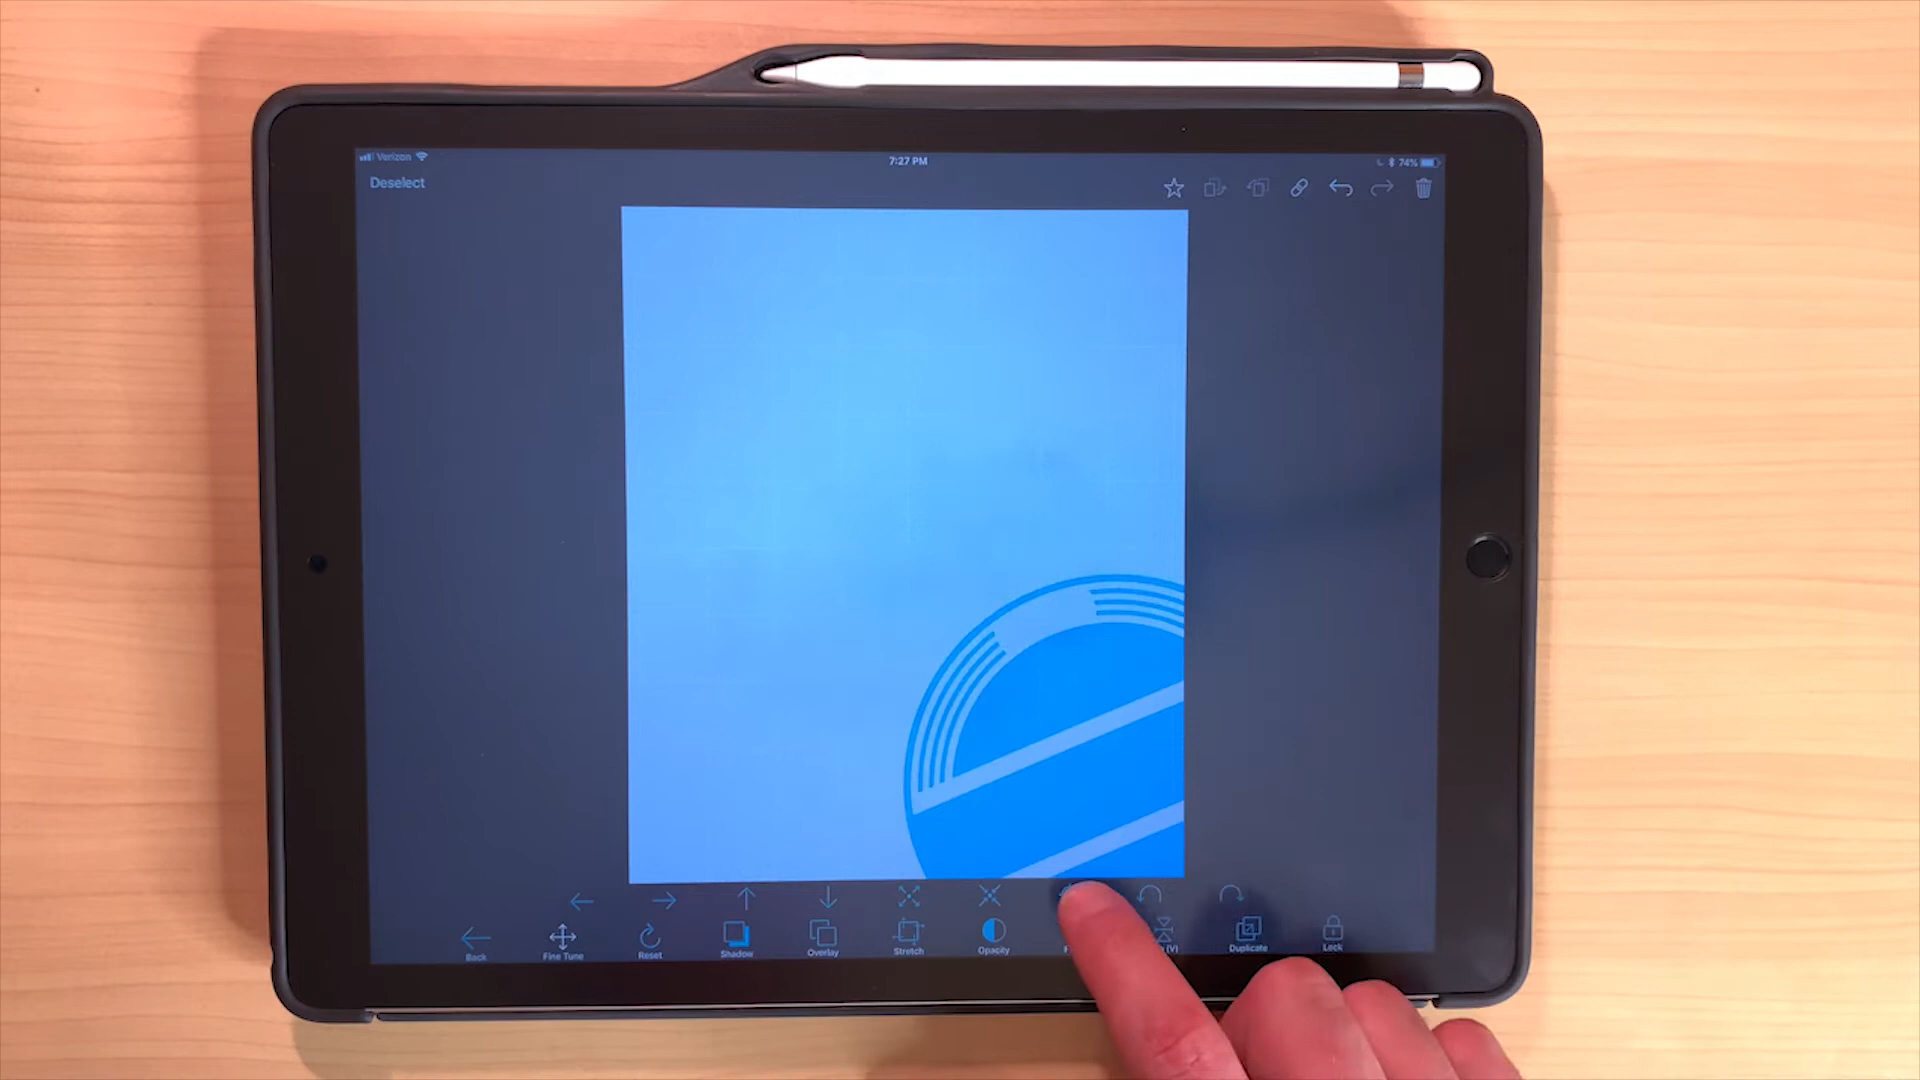 Verizon
7:27 PM
74%
Deselect
Back
Fine Tune
Reset
Shadow
Overlay
Stretch
Opacity
(V)
Duplicate
Lock